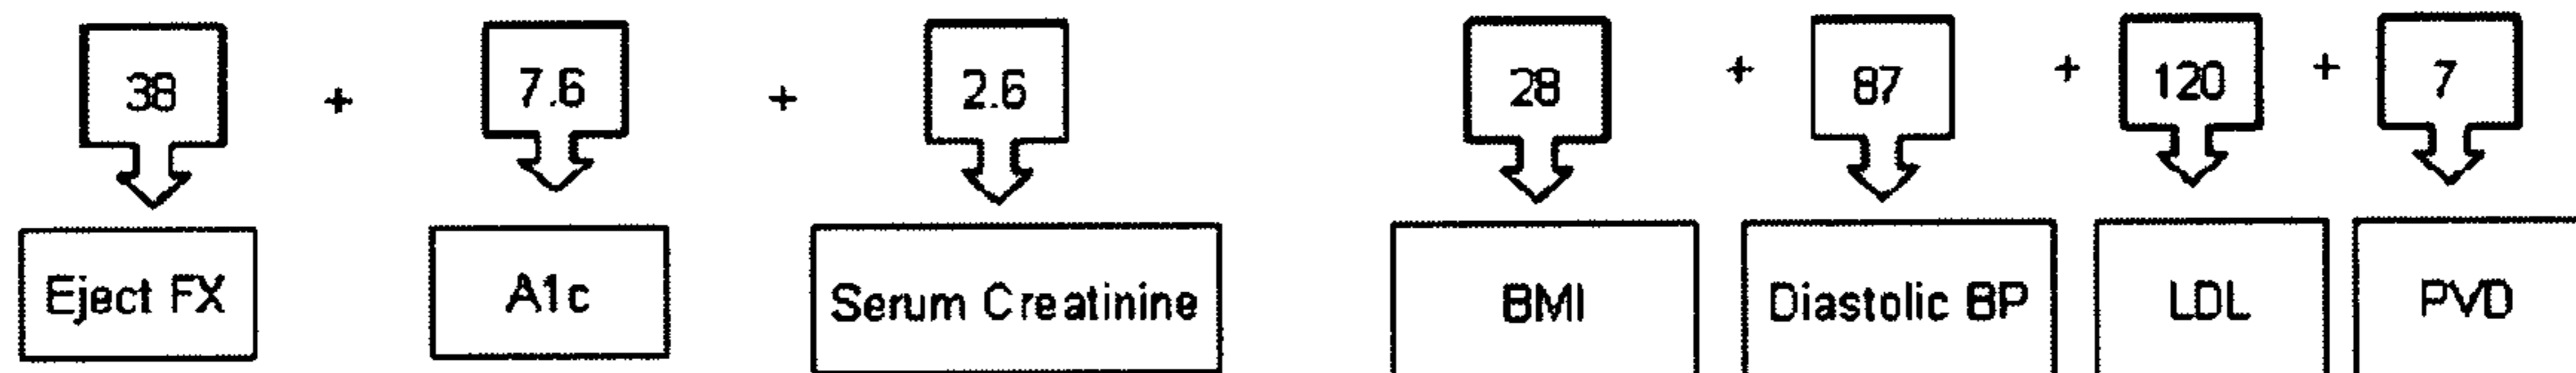 38 + 7.6 + 2.6 28 + 87 + 120 + 7
Eject FX A1c Serum Creatinine BMI Diastolic BP LDL PVD